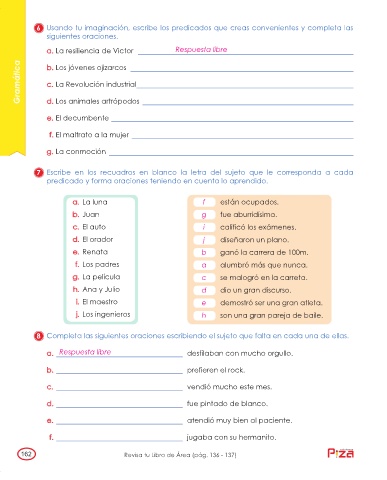 Gramática
6 Usando tu imaginación, escribe los predicados que creas convenientes y completa las
siguientes oraciones.
a. La resiliencia de Víctor Respuesta libre
b. Los jóvenes ojizarcos
c. La Revolución Industrial
d. Los animales artrópodos
e. El decumbente
f. El maltrato a la mujer
g. La conmoción
7 Escribe en los recuadros en blanco la letra del sujeto que le corresponda a cada
predicado y forma oraciones teniendo en cuenta lo aprendido.
a. La luna
b. Juan
c. El auto
d. El orador
e. Renata
f. Los padres
g. La película
h. Ana y Julio
i. El maestro
j. Los ingenieros
f están ocupados.
g fue aburridísima.
i calificó los exámenes.
j diseñaron un plano.
b ganó la carrera de 100m.
a alumbró más que nunca.
c se malogró en la carreta.
d dio un gran discurso.
e demostró ser una gran atleta.
h son una gran pareja de baile.
8 Completa las siguientes oraciones escribiendo el sujeto que falta en cada una de ellas.
a. Respuesta libre desfilaban con mucho orgullo.
b. prefieren el rock.
c. vendió mucho este mes.
d. fue pintado de blanco.
e. atendió muy bien al paciente.
f. jugaba con su hermanito.
162
Revisa tu Libro de Área (pág. 136 - 137)